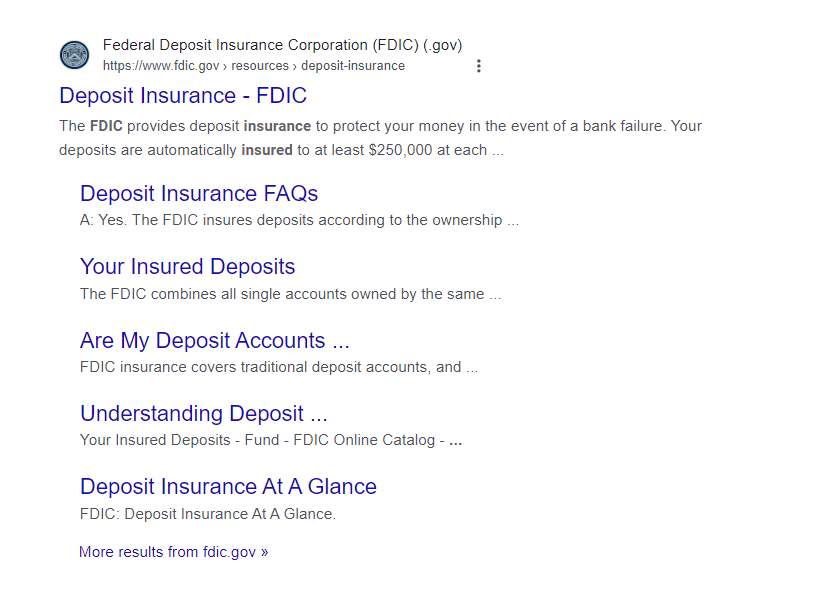 Federal Deposit Insurance Corporation (FDIC) (.gov)
https://www.fdic.gov › resources › deposit-insurance
Deposit Insurance - FDIC
The FDIC provides deposit insurance to protect your money in the event of a bank failure. Your
deposits are automatically insured to at least $250,000 at each ...
Deposit Insurance FAQs
A: Yes. The FDIC insures deposits according to the ownership ...
Your Insured Deposits
The FDIC combines all single accounts owned by the same ...
Are My Deposit Accounts ...
FDIC insurance covers traditional deposit accounts, and ...
Understanding Deposit ...
Your Insured Deposits - Fund - FDIC Online Catalog - ...
Deposit Insurance At A Glance
FDIC: Deposit Insurance At A Glance.
More results from fdic.gov »